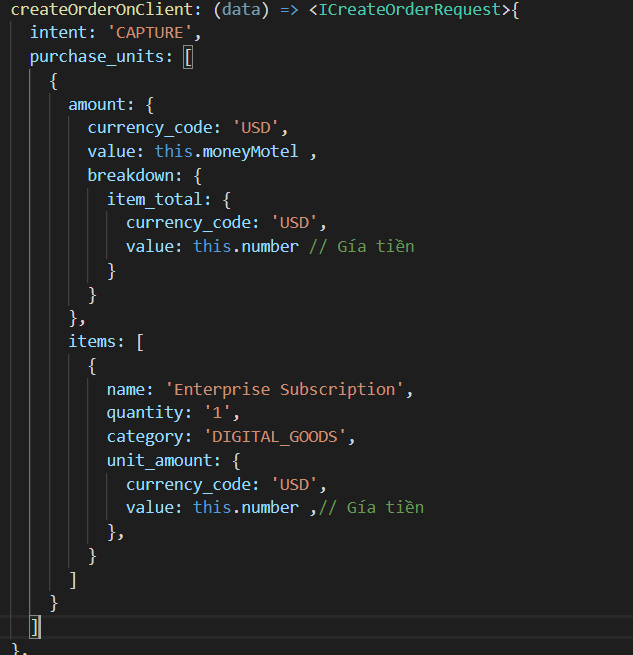 createOrderOnClient: (data) => <ICreateOrderRequest>{
intent: 'CAPTURE',
purchase_units: [
{
amount: {
currency_code: 'USD',
value: this.moneyMotel ,
breakdown: {
item_total: {
currency_code: 'USD',
value: this.number // Gía tiền
}
}
},
items: [
{
name: 'Enterprise Subscription',
quantity: '1',
category: 'DIGITAL_GOODS',
unit_amount: {
currency_code: 'USD',
value: this.number ,// Gía tiền
},
}
]
}
]
},